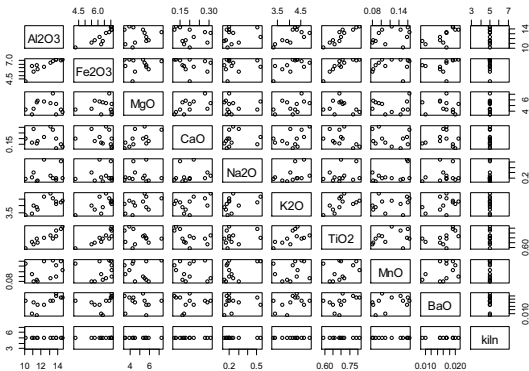 4.5 6.0 0.15 0.30 3.5 4.5 0.08 0.14 3 5 7
Al2O3 10 14
4.5 7.0 Fe2O3
MgO 4 6
0.15 CaO
Na2O 0.2
3.5 K2O
TiO2 0.60
0.08 MnO
BaO 0.010
3 6 kiln
10 12 14 4 6 0.2 0.5 0.60 0.75 0.010 0.020